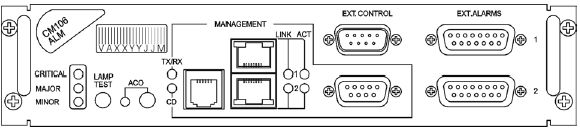 CM106
ALM
VAXXYYJJM
MANAGEMENT
LINK ACT
EXT. CONTROL
EXT.ALARMS
TX/RX
CD
CRITICAL
MAJOR
MINOR
LAMP
TEST
ACO
1
2
1
2